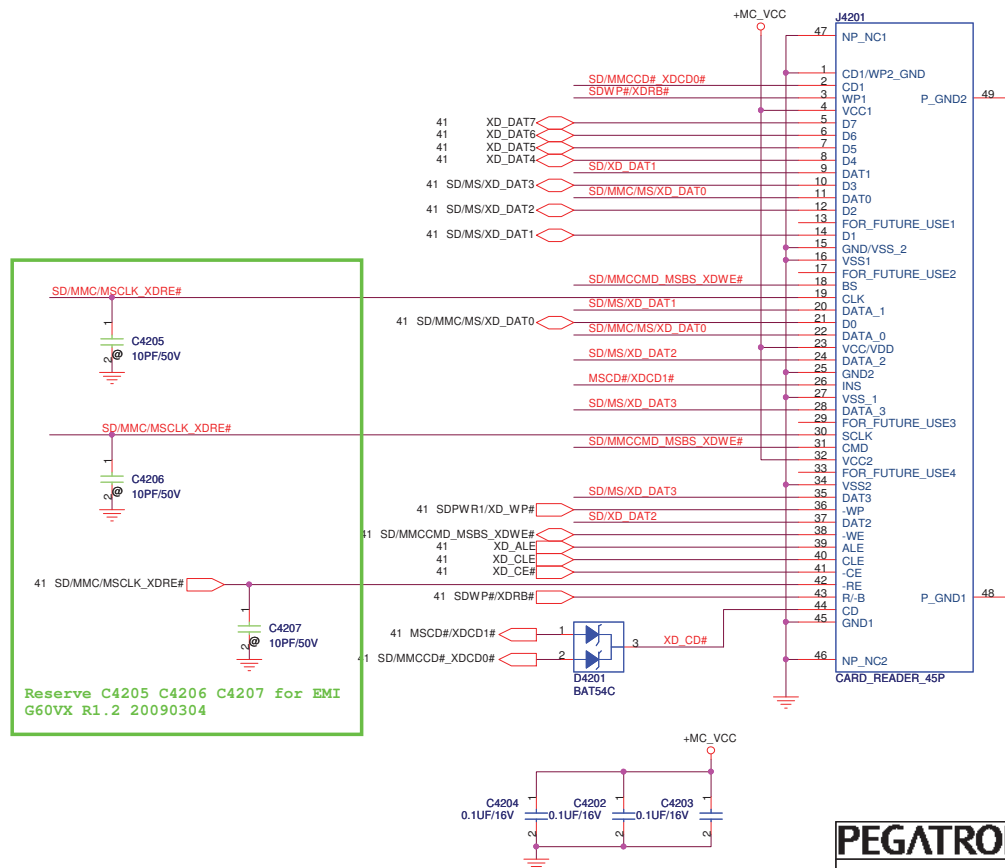 +MC_VCC
J4201
47 NP_NC1
1 CD1/WP2_GND
SD/MMCCD#_XDCD0# 2 CD1
SDWP#/XDRB# 3 WP1 P_GND2 49
4 VCC1
41 XD_DAT7 5 D7
41 XD_DAT6 6 D6
41 XD_DAT5 7 D5
41 XD_DAT4 8 D4
SD/XD_DAT1 9 DAT1
41 SD/MS/XD_DAT3 10 D3
SD/MMC/MS/XD_DAT0 11 DAT0
41 SD/MS/XD_DAT2 12 D2
13 FOR_FUTURE_USE1
41 SD/MS/XD_DAT1 14 D1
15 GND/VSS_2
16 VSS1
17 FOR_FUTURE_USE2
SD/MMCCMD_MSBS_XDWE# 18 BS
SD/MMC/MSCLK_XDRE# 19 CLK
SD/MS/XD_DAT1 20 DATA_1
41 SD/MMC/MS/XD_DAT0 21 D0
SD/MMC/MS/XD_DAT0 22 DATA_0
23 VCC/VDD
SD/MS/XD_DAT2 24 DATA_2
25 GND2
MSCD#/XDCD1# 26 INS
27 VSS_1
SD/MS/XD_DAT3 28 DATA_3
29 FOR_FUTURE_USE3
SD/MMC/MSCLK_XDRE# 30 SCLK
SD/MMCCMD_MSBS_XDWE# 31 CMD
32 VCC2
33 FOR_FUTURE_USE4
34 VSS2
SD/MS/XD_DAT3 35 DAT3
41 SDPWR1/XD_WP# 36 -WP
SD/XD_DAT2 37 DAT2
41 SD/MMCCMD_MSBS_XDWE# 38 -WE
41 XD_ALE 39 ALE
41 XD_CLE 40 CLE
41 XD_CE# 41 -CE
41 SD/MMC/MSCLK_XDRE# 42 -RE
41 SDWP#/XDRB# 43 R/-B P_GND1 48
44 CD
45 GND1
46 NP_NC2
CARD_READER_45P
1
C4205
2 @ 10PF/50V
1
C4206
2 @ 10PF/50V
1
C4207
2 @ 10PF/50V
41 MSCD#/XDCD1# 1
3 XD_CD#
41 SD/MMCCD#_XDCD0# 2
D4201
BAT54C
Reserve C4205 C4206 C4207 for EMI
G60VX R1.2 20090304
+MC_VCC
1 1 1
C4204 C4202 C4203
0.1UF/16V 0.1UF/16V 0.1UF/16V
2 2 2
PEGATRO